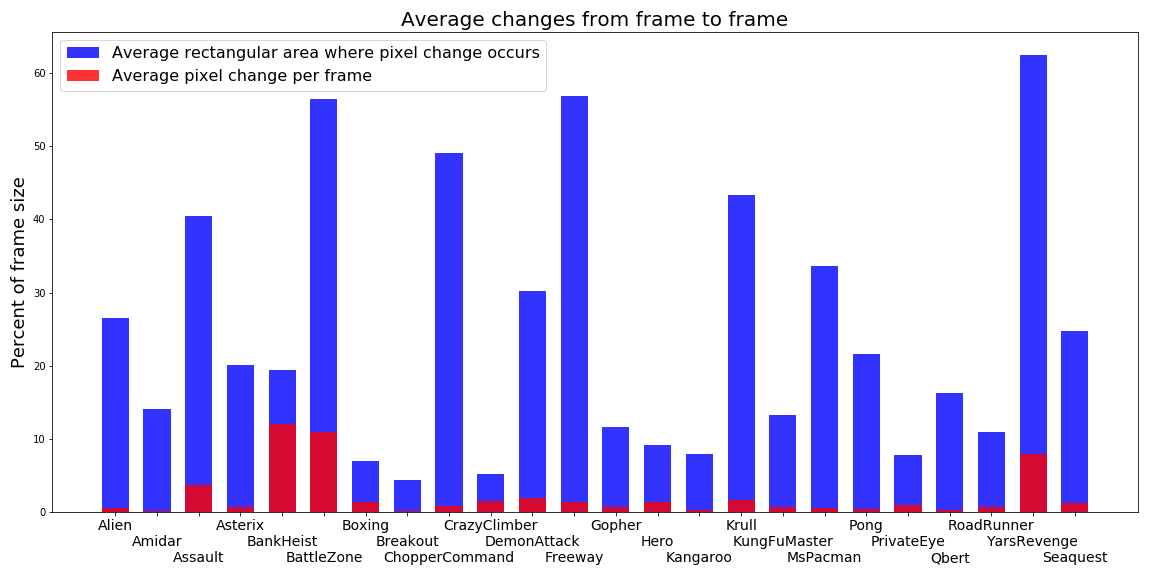 Average changes from frame to frame
Average rectangular area where pixel change occurs
Average pixel change per frame
Percent of frame size
60
50
40
30
20
10
0
Alien Asterix Boxing CrazyClimber Gopher Krull Pong RoadRunner
Amidar BankHeist Breakout DemonAttack Hero KungFuMaster PrivateEye YarsRevenge
Assault BattleZone ChopperCommand Freeway Kangaroo MsPacman Qbert Seaquest